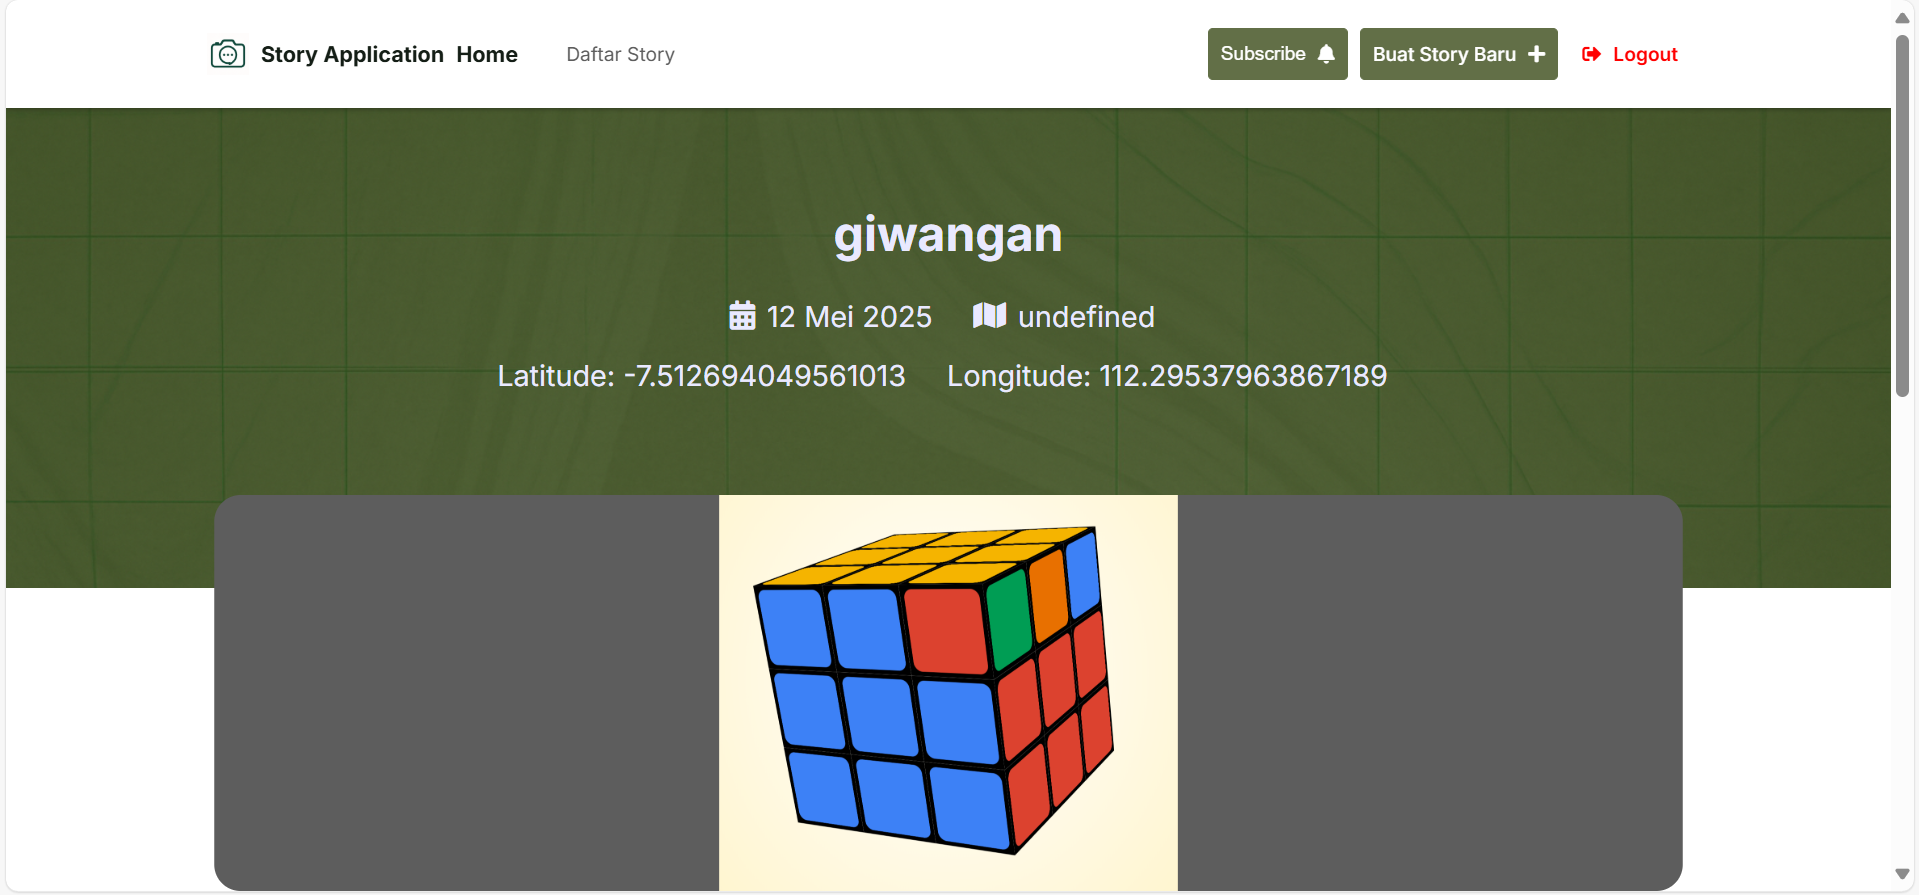 Story Application Home Daftar Story Subscribe Buat Story Baru Logout
giwangan
12 Mei 2025 undefined
Latitude: -7.512694049561013 Longitude: 112.29537963867189